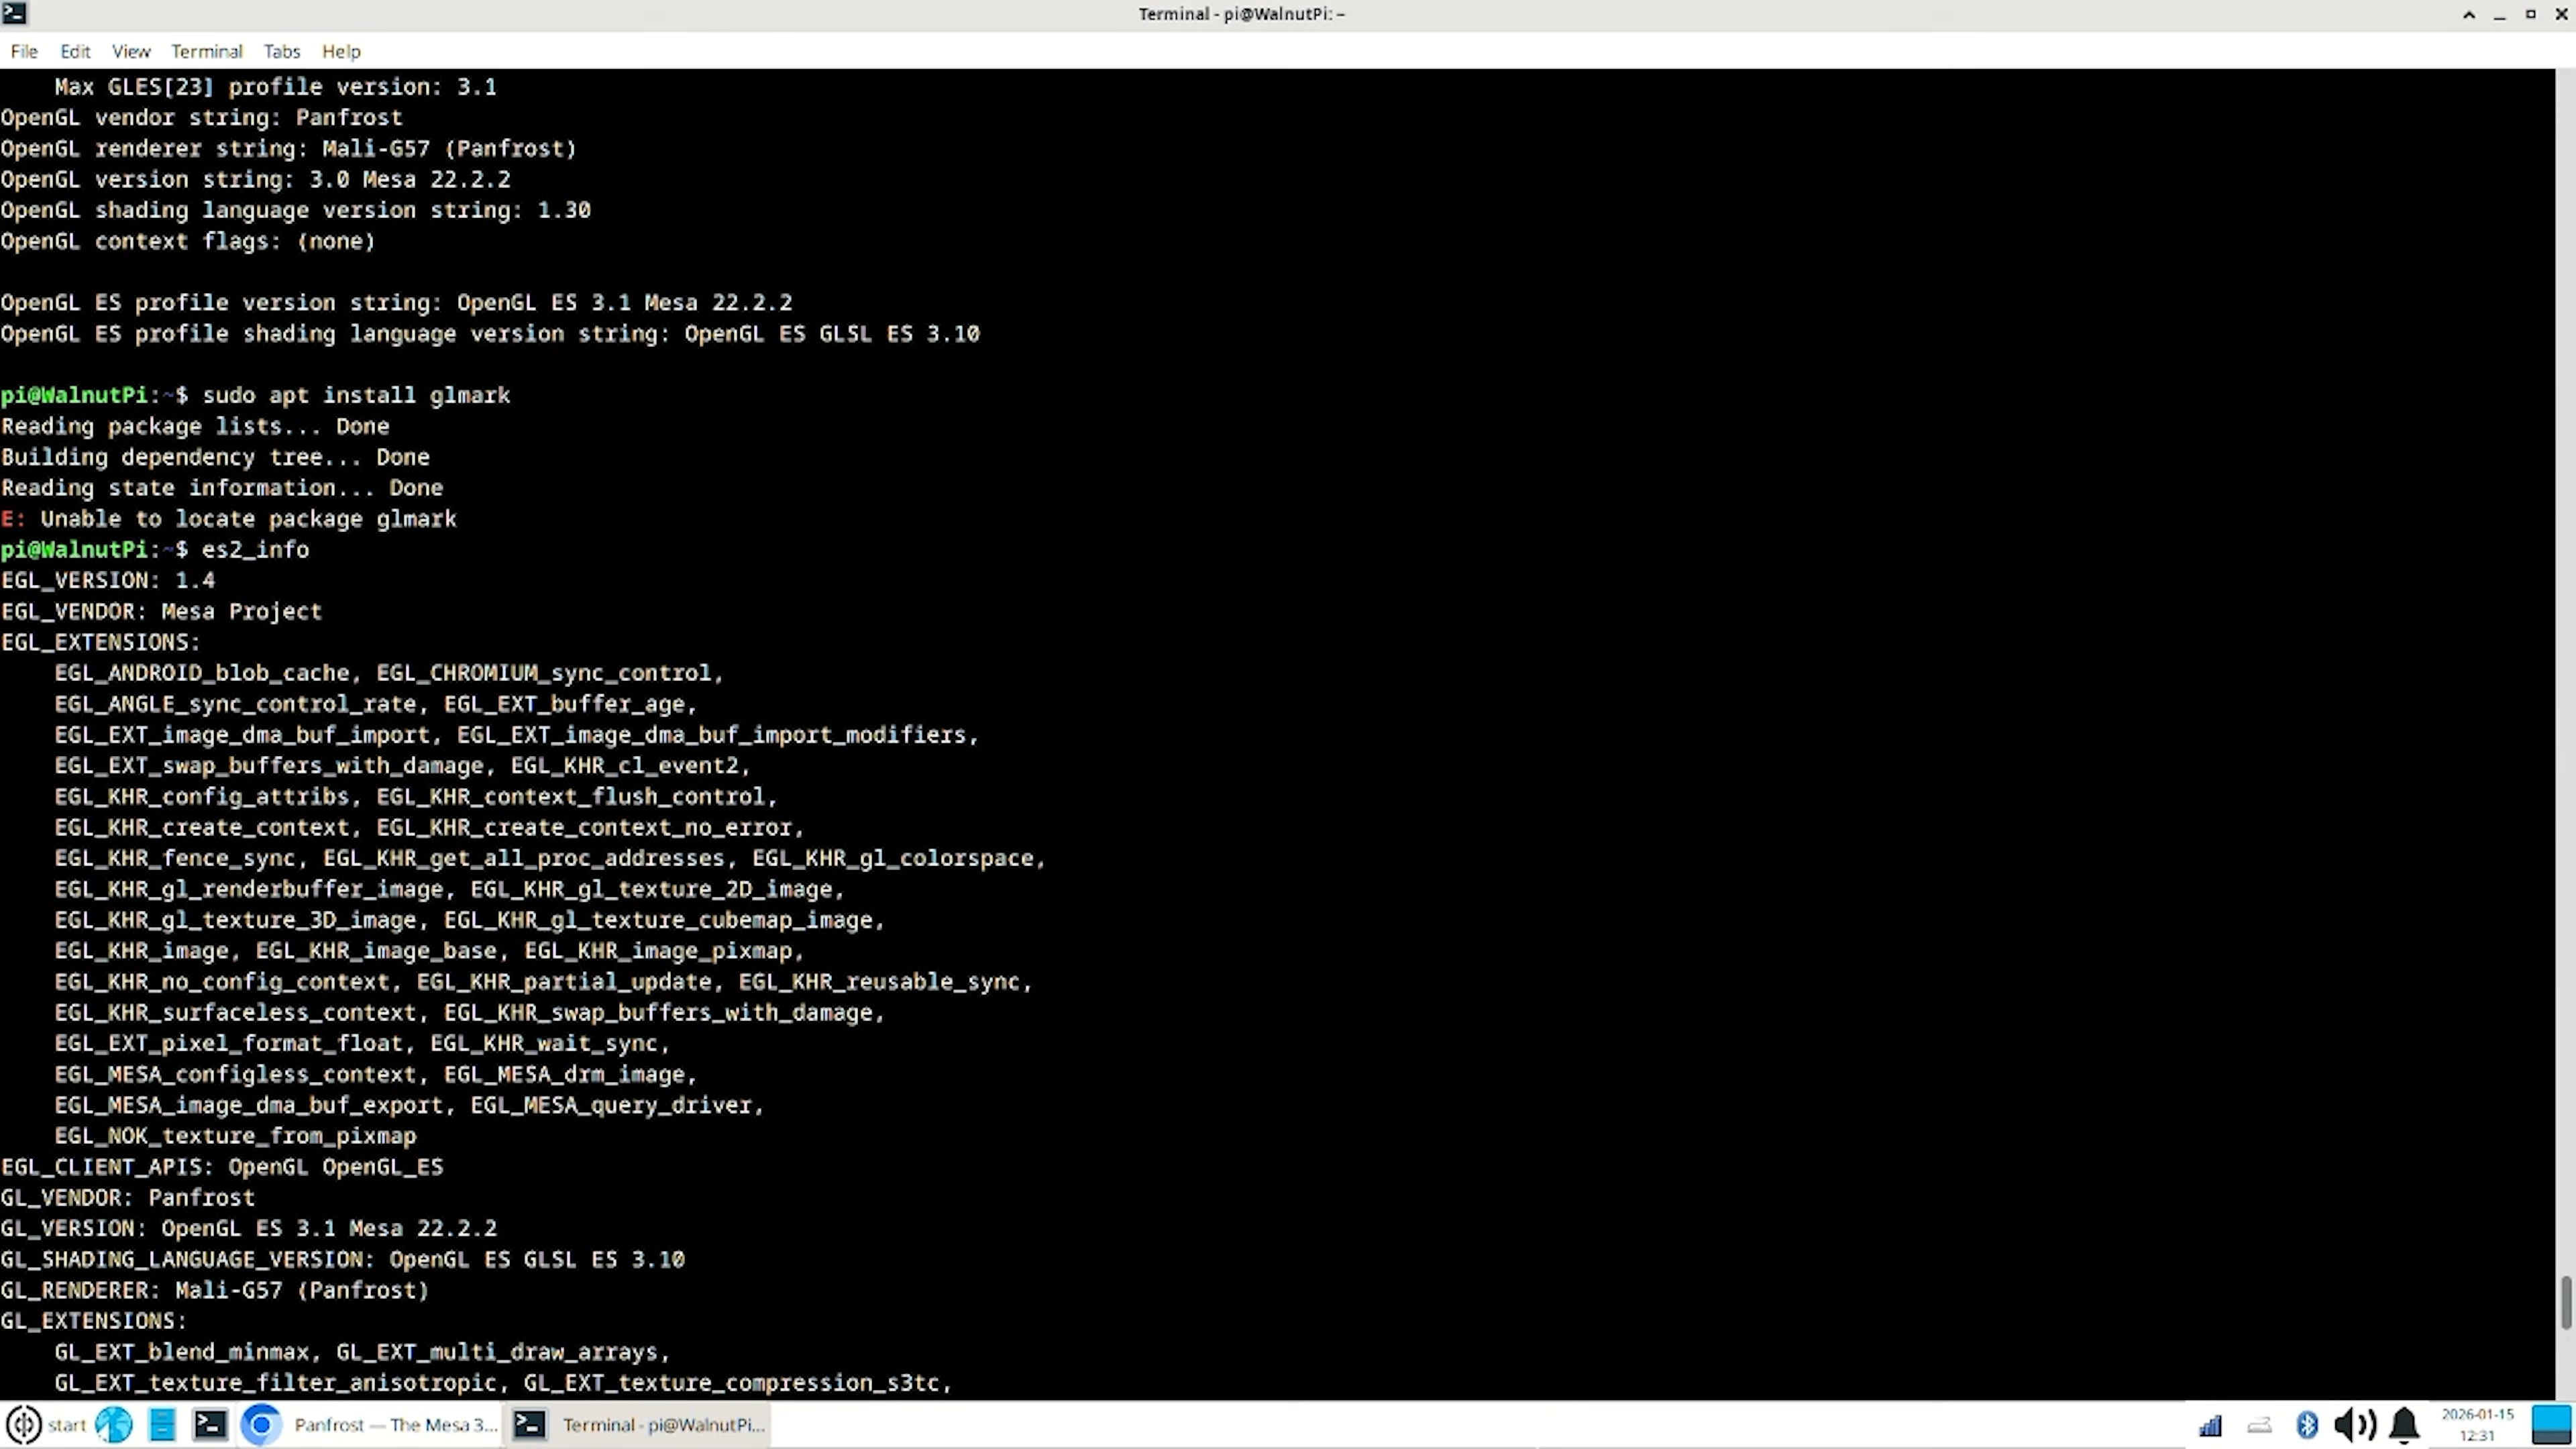 Terminal - pi@WalnutPi: ~
File Edit View Terminal Tabs Help
Max GLES[23] profile version: 3.1
OpenGL vendor string: Panfrost
OpenGL renderer string: Mali-G57 (Panfrost)
OpenGL version string: 3.0 Mesa 22.2.2
OpenGL shading language version string: 1.30
OpenGL context flags: (none)
OpenGL ES profile version string: OpenGL ES 3.1 Mesa 22.2.2
OpenGL ES profile shading language version string: OpenGL ES GLSL ES 3.10
pi@WalnutPi:~$ sudo apt install glmark
Reading package lists... Done
Building dependency tree... Done
Reading state information... Done
E: Unable to locate package glmark
pi@WalnutPi:~$ es2_info
EGL_VERSION: 1.4
EGL_VENDOR: Mesa Project
EGL_EXTENSIONS:
EGL_ANDROID_blob_cache, EGL_CHROMIUM_sync_control,
EGL_ANGLE_sync_control_rate, EGL_EXT_buffer_age,
EGL_EXT_image_dma_buf_import, EGL_EXT_image_dma_buf_import_modifiers,
EGL_EXT_swap_buffers_with_damage, EGL_KHR_cl_event2,
EGL_KHR_config_attribs, EGL_KHR_context_flush_control,
EGL_KHR_create_context, EGL_KHR_create_context_no_error,
EGL_KHR_fence_sync, EGL_KHR_get_all_proc_addresses, EGL_KHR_gl_colorspace,
EGL_KHR_gl_renderbuffer_image, EGL_KHR_gl_texture_2D_image,
EGL_KHR_gl_texture_3D_image, EGL_KHR_gl_texture_cubemap_image,
EGL_KHR_image, EGL_KHR_image_base, EGL_KHR_image_pixmap,
EGL_KHR_no_config_context, EGL_KHR_partial_update, EGL_KHR_reusable_sync,
EGL_KHR_surfaceless_context, EGL_KHR_swap_buffers_with_damage,
EGL_EXT_pixel_format_float, EGL_KHR_wait_sync,
EGL_MESA_configless_context, EGL_MESA_drm_image,
EGL_MESA_image_dma_buf_export, EGL_MESA_query_driver,
EGL_NOK_texture_from_pixmap
EGL_CLIENT_APIS: OpenGL OpenGL_ES
GL_VENDOR: Panfrost
GL_VERSION: OpenGL ES 3.1 Mesa 22.2.2
GL_SHADING_LANGUAGE_VERSION: OpenGL ES GLSL ES 3.10
GL_RENDERER: Mali-G57 (Panfrost)
GL_EXTENSIONS:
GL_EXT_blend_minmax, GL_EXT_multi_draw_arrays,
GL_EXT_texture_filter_anisotropic, GL_EXT_texture_compression_s3tc,
start Panfrost — The Mesa 3... Terminal - pi@WalnutPi... 2026-01-15
12:31